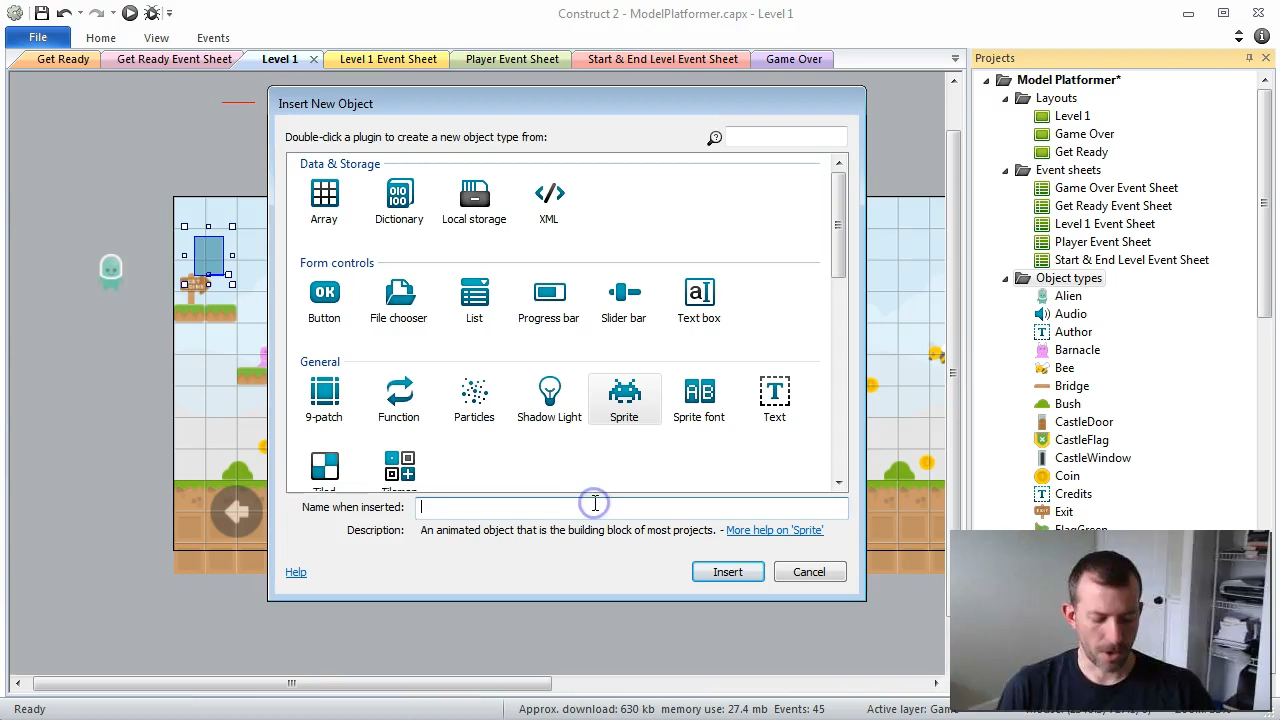 Construct 2 - ModelPlatformer.capx - Level 1
File
Home
View
Events
Get Ready
Get Ready Event Sheet
Level 1
Level 1 Event Sheet
Player Event Sheet
Start & End Level Event Sheet
Game Over
Projects
Insert New Object
Double-click a plugin to create a new object type from:
Data & Storage
Array
Dictionary
Local storage
XML
Form controls
Button
File chooser
List
Progress bar
Slider bar
Text box
General
9-patch
Function
Particles
Shadow Light
Sprite
Sprite font
Text
Name when inserted:
Description:
An animated object that is the building block of most projects. - More help on 'Sprite'
Help
Insert
Cancel
Model Platformer*
Layouts
Level 1
Game Over
Get Ready
Event sheets
Game Over Event Sheet
Get Ready Event Sheet
Level 1 Event Sheet
Player Event Sheet
Start & End Level Event Sheet
Object types
Alien
Audio
Author
Barnacle
Bee
Bridge
Bush
CastleDoor
CastleFlag
CastleWindow
Coin
Credits
Exit
FlagGreen
Ready
Approx. download: 630 kb
memory use: 27.4 mb
Events: 45
Active layer: Game